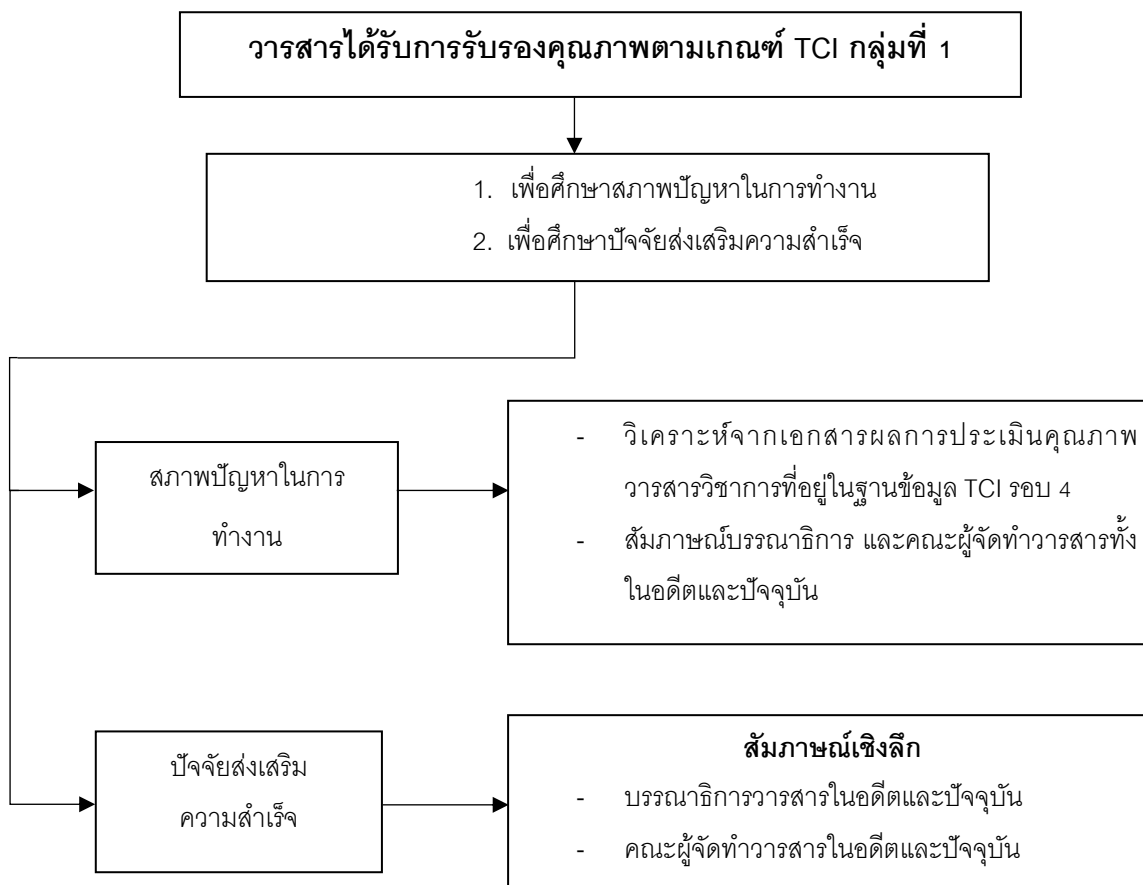 วารสารได้รับการรับรองคุณภาพตามเกณฑ์ TCI กลุ่มที่ 1
1. เพื่อศึกษาสภาพปัญหาในการทำงาน
2. เพื่อศึกษาปัจจัยส่งเสริมความสำเร็จ
สภาพปัญหาในการ
ทำงาน
- วิเคราะห์จากเอกสารผลการประเมินคุณภาพ
วารสารวิชาการที่อยู่ในฐานข้อมูล TCI รอบ 4
- สัมภาษณ์บรรณาธิการ และคณะผู้จัดทำวารสารทั้ง
ในอดีตและปัจจุบัน
ปัจจัยส่งเสริม
ความสำเร็จ
สัมภาษณ์เชิงลึก
- บรรณาธิการวารสารในอดีตและปัจจุบัน
- คณะผู้จัดทำวารสารในอดีตและปัจจุบัน